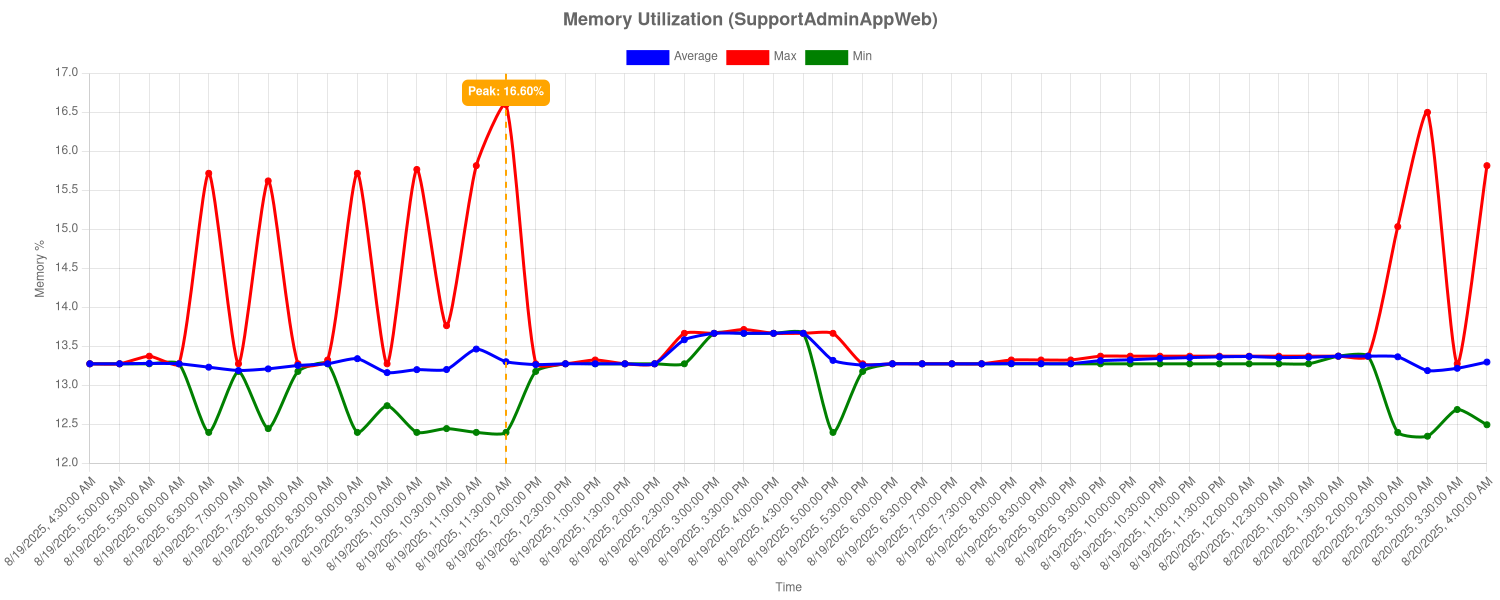 Memory Utilization (SupportAdminAppWeb)
Average Max Min
17.0
Peak: 16.60%
16.5
16.0
15.5
15.0
14.5
14.0
13.5
13.0
12.5
12.0
Memory %
8/19/2025, 4:30:00 AM
8/19/2025, 5:00:00 AM
8/19/2025, 5:30:00 AM
8/19/2025, 6:00:00 AM
8/19/2025, 6:30:00 AM
8/19/2025, 7:00:00 AM
8/19/2025, 7:30:00 AM
8/19/2025, 8:00:00 AM
8/19/2025, 8:30:00 AM
8/19/2025, 9:00:00 AM
8/19/2025, 9:30:00 AM
8/19/2025, 10:00:00 AM
8/19/2025, 10:30:00 AM
8/19/2025, 11:00:00 AM
8/19/2025, 11:30:00 AM
8/19/2025, 12:00:00 PM
8/19/2025, 12:30:00 PM
8/19/2025, 1:00:00 PM
8/19/2025, 1:30:00 PM
8/19/2025, 2:00:00 PM
8/19/2025, 2:30:00 PM
8/19/2025, 3:00:00 PM
8/19/2025, 3:30:00 PM
8/19/2025, 4:00:00 PM
8/19/2025, 4:30:00 PM
8/19/2025, 5:00:00 PM
8/19/2025, 5:30:00 PM
8/19/2025, 6:00:00 PM
8/19/2025, 6:30:00 PM
8/19/2025, 7:00:00 PM
8/19/2025, 7:30:00 PM
8/19/2025, 8:00:00 PM
8/19/2025, 8:30:00 PM
8/19/2025, 9:00:00 PM
8/19/2025, 9:30:00 PM
8/19/2025, 10:00:00 PM
8/19/2025, 10:30:00 PM
8/19/2025, 11:00:00 PM
8/19/2025, 11:30:00 PM
8/20/2025, 12:00:00 AM
8/20/2025, 12:30:00 AM
8/20/2025, 1:00:00 AM
8/20/2025, 1:30:00 AM
8/20/2025, 2:00:00 AM
8/20/2025, 2:30:00 AM
8/20/2025, 3:00:00 AM
8/20/2025, 3:30:00 AM
8/20/2025, 4:00:00 AM
Time